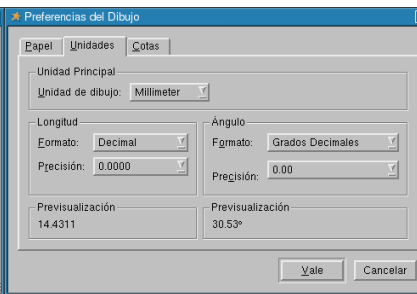 Preferencias del Dibujo
Papel Unidades Cotas
Unidad Principal
Unidad de dibujo: Millimeter
Longitud
Formato: Decimal
Precisión: 0.0000
Ángulo
Formato: Grados Decimales
Precisión: 0.00
Previsualización
14.4311
Previsualización
30.53º
Vale Cancelar